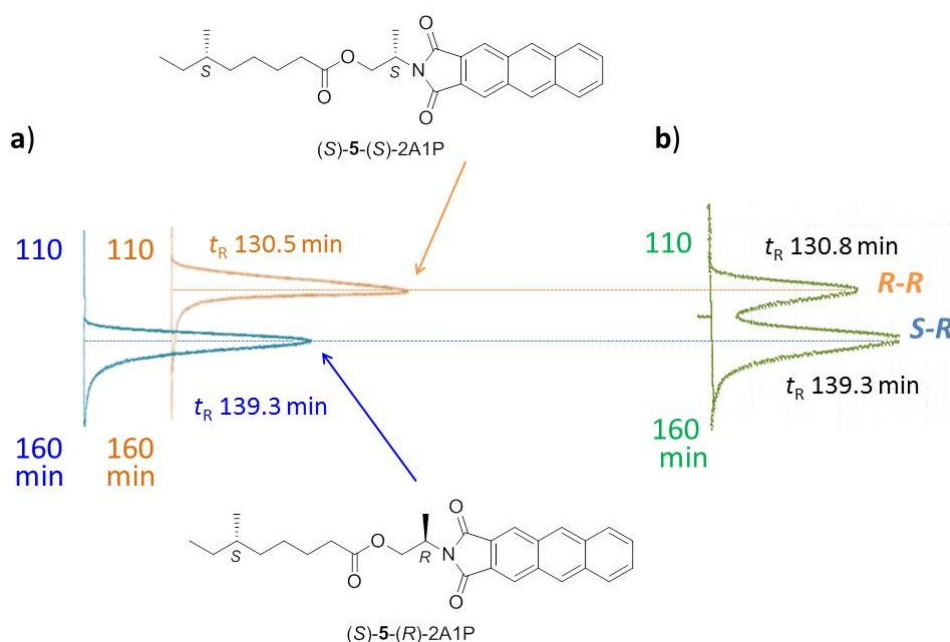 S
O
O
S
N
O
O
(S)-5-(S)-2A1P
a)
b)
110
110
tR 130.5 min
110
tR 130.8 min
R-R
S-R
tR 139.3 min
tR 139.3 min
160
min
160
min
160
min
S
O
O
R
N
O
O
(S)-5-(R)-2A1P